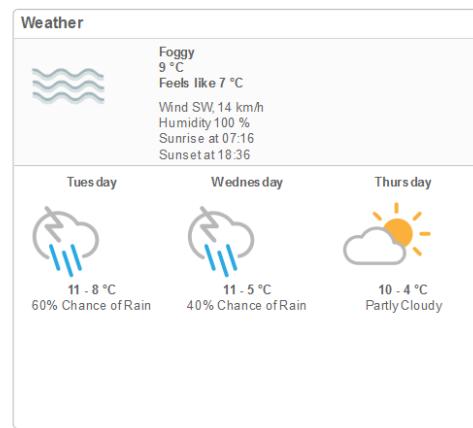 Weather
Foggy
9 °C
Feels like 7 °C
Wind SW, 14 km/h
Humidity 100 %
Sunrise at 07:16
Sunset at 18:36
Tuesday
Wednesday
Thursday
11 - 8 °C
11 - 5 °C
10 - 4 °C
60% Chance of Rain
40% Chance of Rain
Partly Cloudy